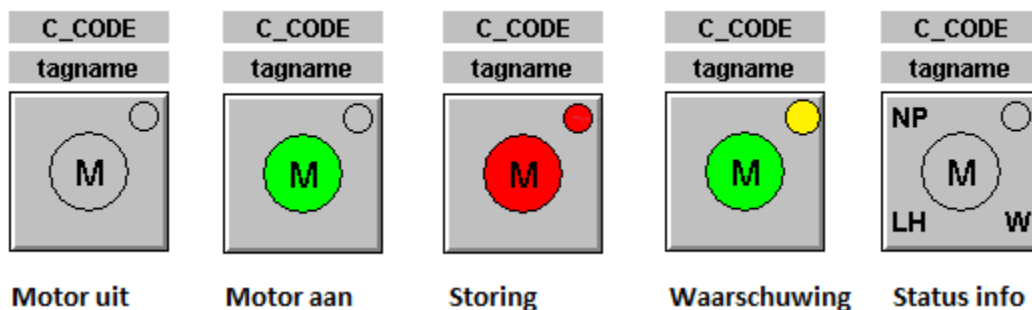 C_CODE C_CODE C_CODE C_CODE C_CODE
tagname tagname tagname tagname tagname
NP
M M M M M
LH W
Motor uit Motor aan Storing Waarschuwing Status info